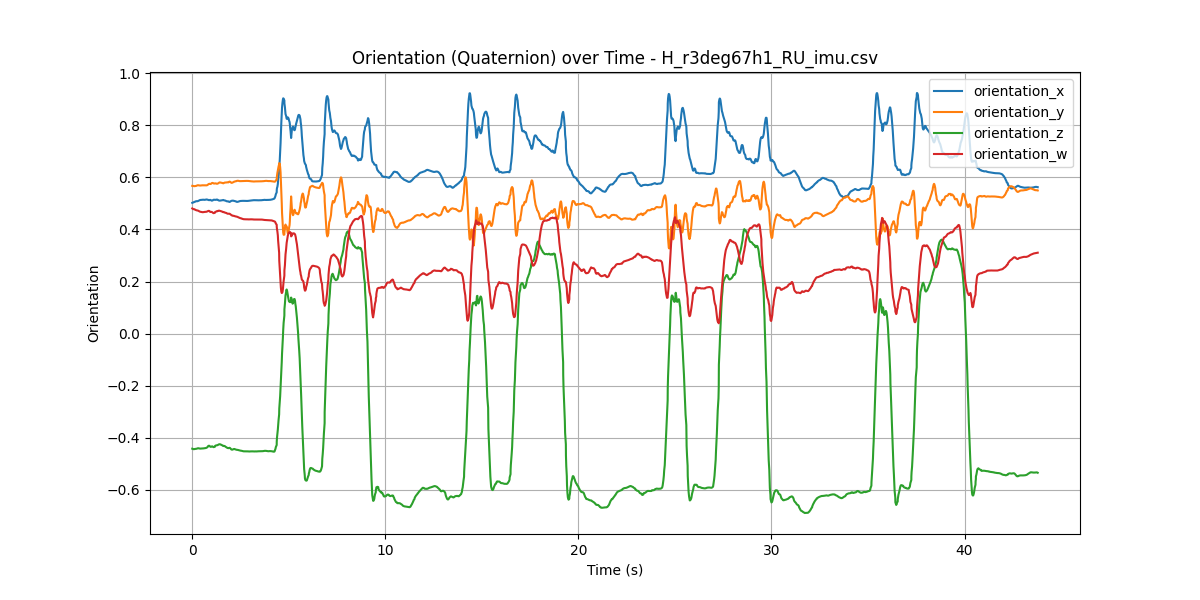 Orientation (Quaternion) over Time - H_r3deg67h1_RU_imu.csv
orientation_x
orientation_y
orientation_z
orientation_w
Orientation
1.0
0.8
0.6
0.4
0.2
0.0
−0.2
−0.4
−0.6
0 10 20 30 40
Time (s)